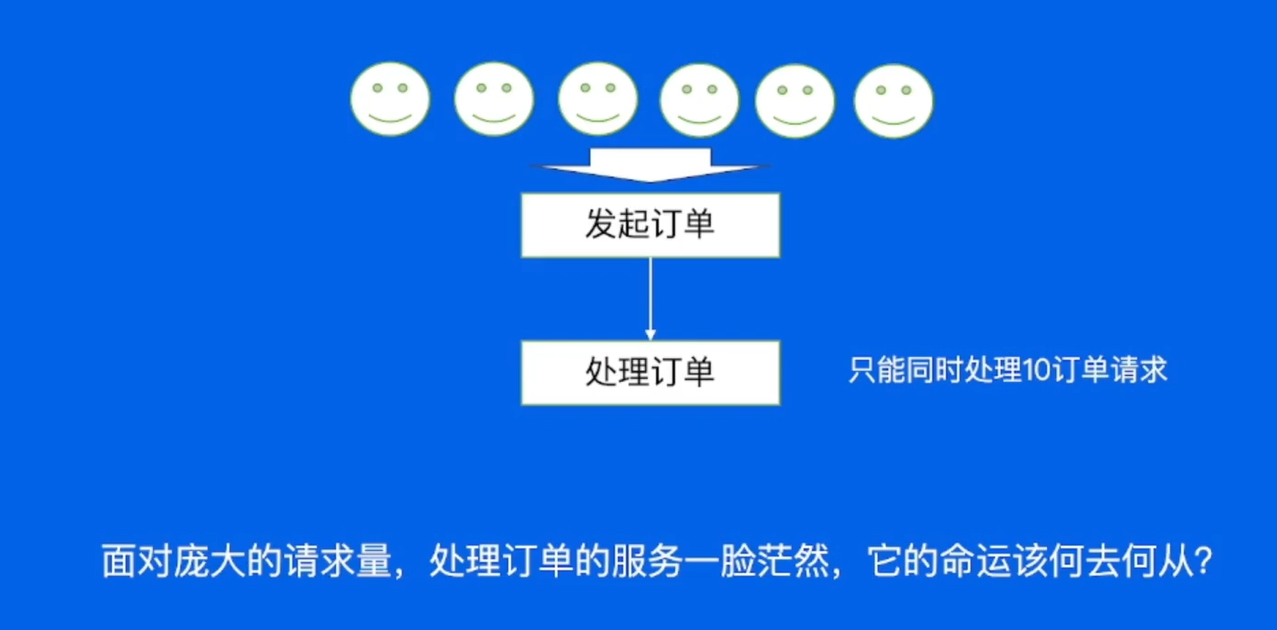 发起订单
处理订单
只能同时处理10订单请求
面对庞大的请求量，处理订单的服务一脸茫然，它的命运该何去何从？